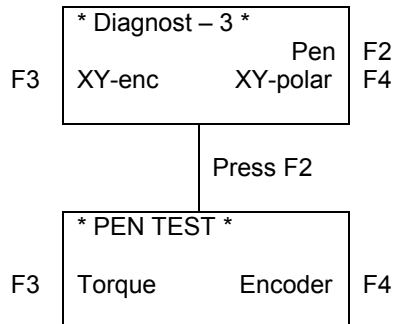 * Diagnost – 3 *
Pen F2
F3 XY-enc XY-polar F4
Press F2
* PEN TEST *
F3 Torque Encoder F4